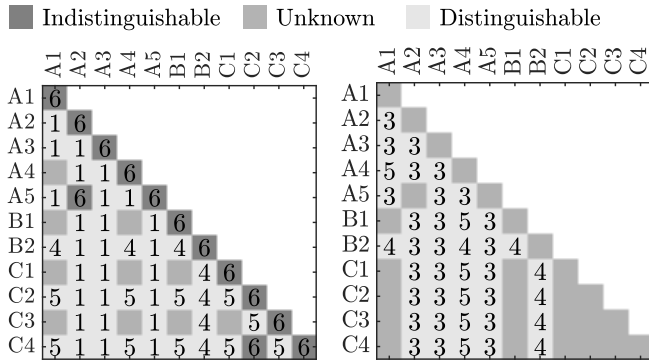 Indistinguishable Unknown Distinguishable
A1 A2 A3 A4 A5 B1 B2 C1 C2 C3 C4
A1 6
A2 1 6
A3 1 1 6
A4 1 1 6
A5 1 6 1 1 6
B1 1 1 1 6
B2 4 1 1 4 1 4 6
C1 1 1 1 4 6
C2 5 1 1 5 1 5 4 5 6
C3 1 1 1 4 5 6
C4 5 1 1 5 1 5 4 5 6 5 6
A1 A2 A3 A4 A5 B1 B2 C1 C2 C3 C4
A1
A2 3
A3 3 3
A4 5 3 3
A5 3 3 3
B1 3 3 5 3
B2 4 3 3 4 3 4
C1 3 3 5 3 4
C2 3 3 5 3 4
C3 3 3 5 3 4
C4 3 3 5 3 4